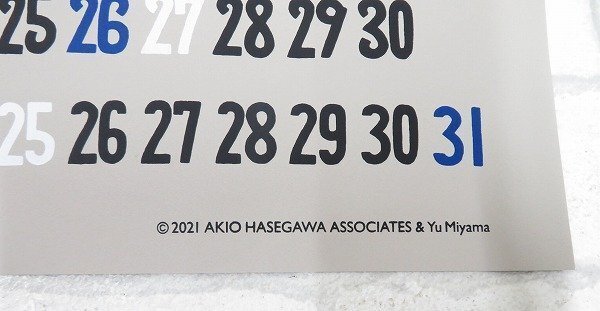 25 26 27 28 29 30
25 26 27 28 29 30 31
© 2021 AKIO HASEGAWA ASSOCIATES & Yu Miyama